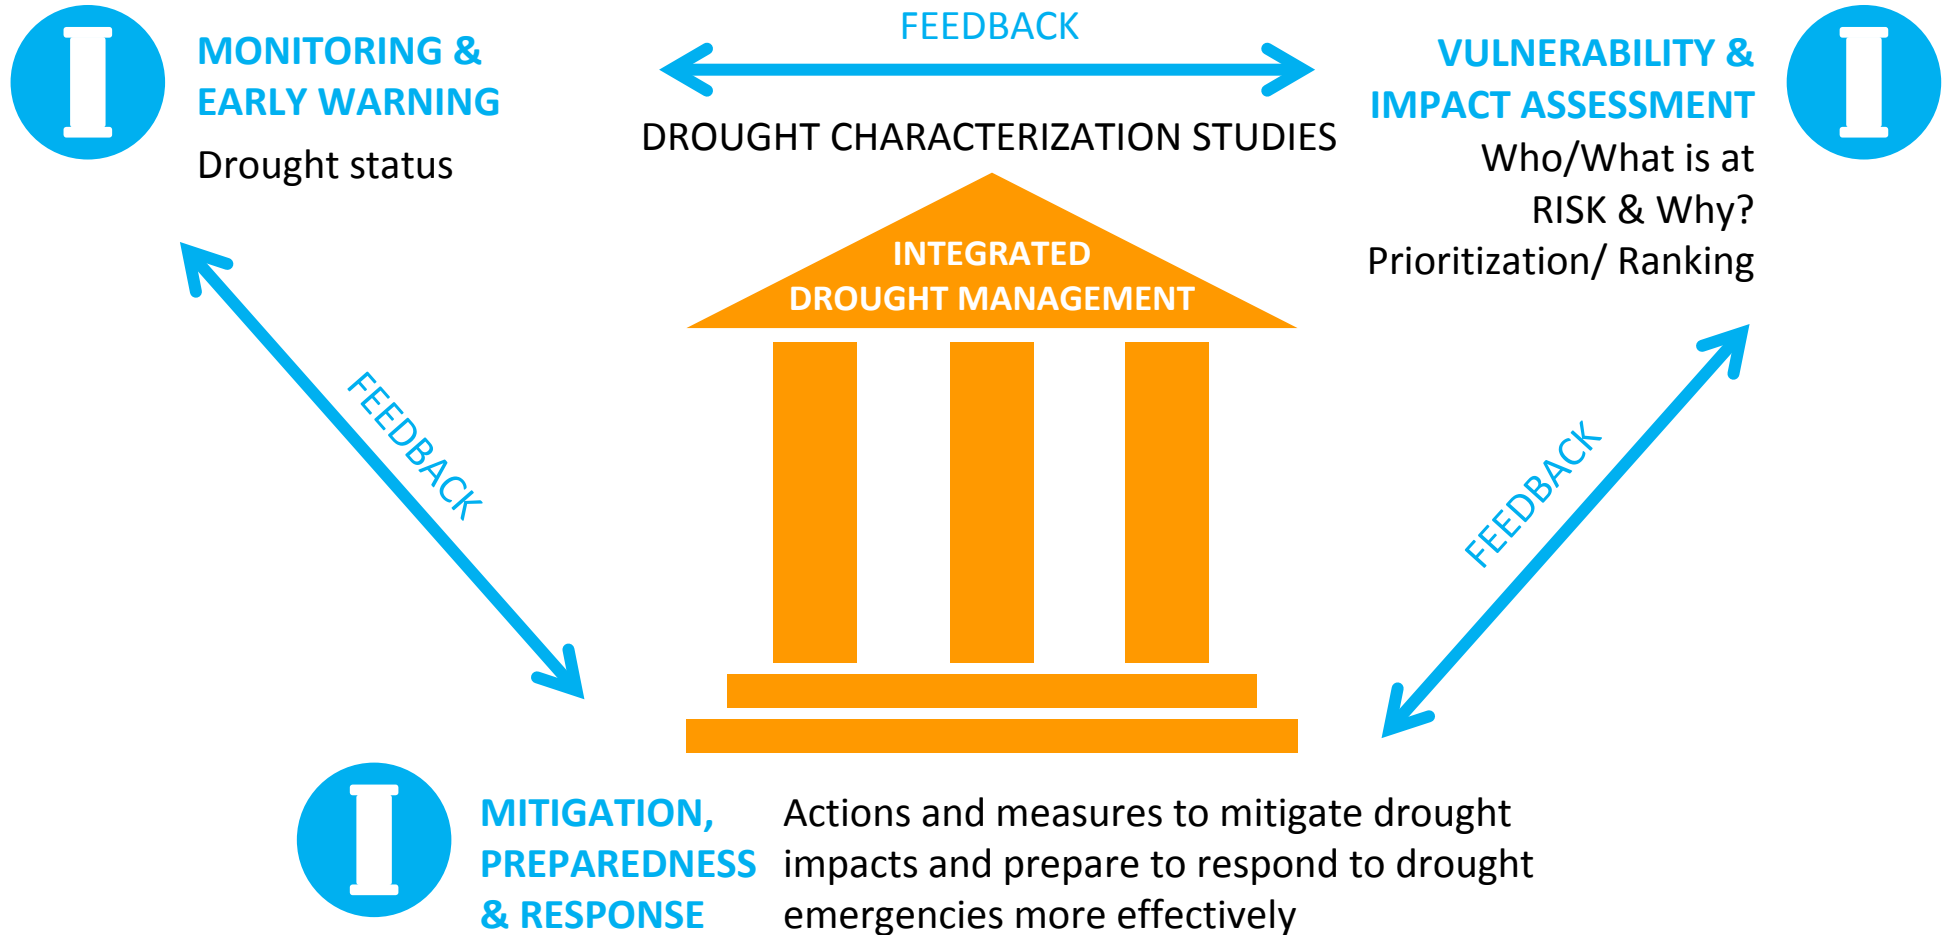 MONITORING &
EARLY WARNING
Drought status
FEEDBACK
DROUGHT CHARACTERIZATION STUDIES
VULNERABILITY &
IMPACT ASSESSMENT
Who/What is at
RISK & Why?
Prioritization/ Ranking
INTEGRATED
DROUGHT MANAGEMENT
FEEDBACK
FEEDBACK
MITIGATION,
PREPAREDNESS
& RESPONSE
Actions and measures to mitigate drought
impacts and prepare to respond to drought
emergencies more effectively